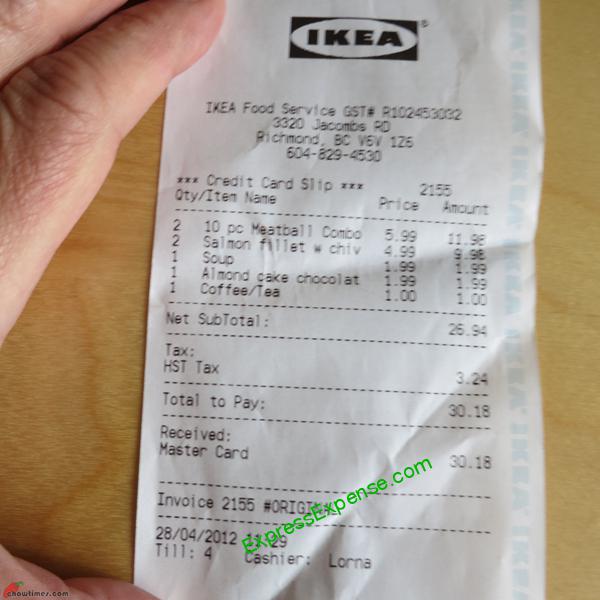 IKEA®
IKEA Food Service GST# R102453032
3320 Jacombs RD
Richmond, BC V6V 1Z6
604-829-4530
*** Credit Card Slip *** 2155
Qty/Item Name Price Amount
2 10 pc Meatball Combo 5.99 11.98
2 Salmon fillet w chiv 4.99 9.98
1 Soup 1.99 1.99
1 Almond cake chocolat 1.99 1.99
1 Coffee/Tea 1.00 1.00
Net SubTotal: 26.94
Tax:
HST Tax 3.24
Total to Pay: 30.18
Received:
Master Card 30.18
Invoice 2155
28/04/2012
Till: 4 Cashier: Lorna
ExpressExpense.com
chowtimes.com
IKEA IKEA IKEA IKEA